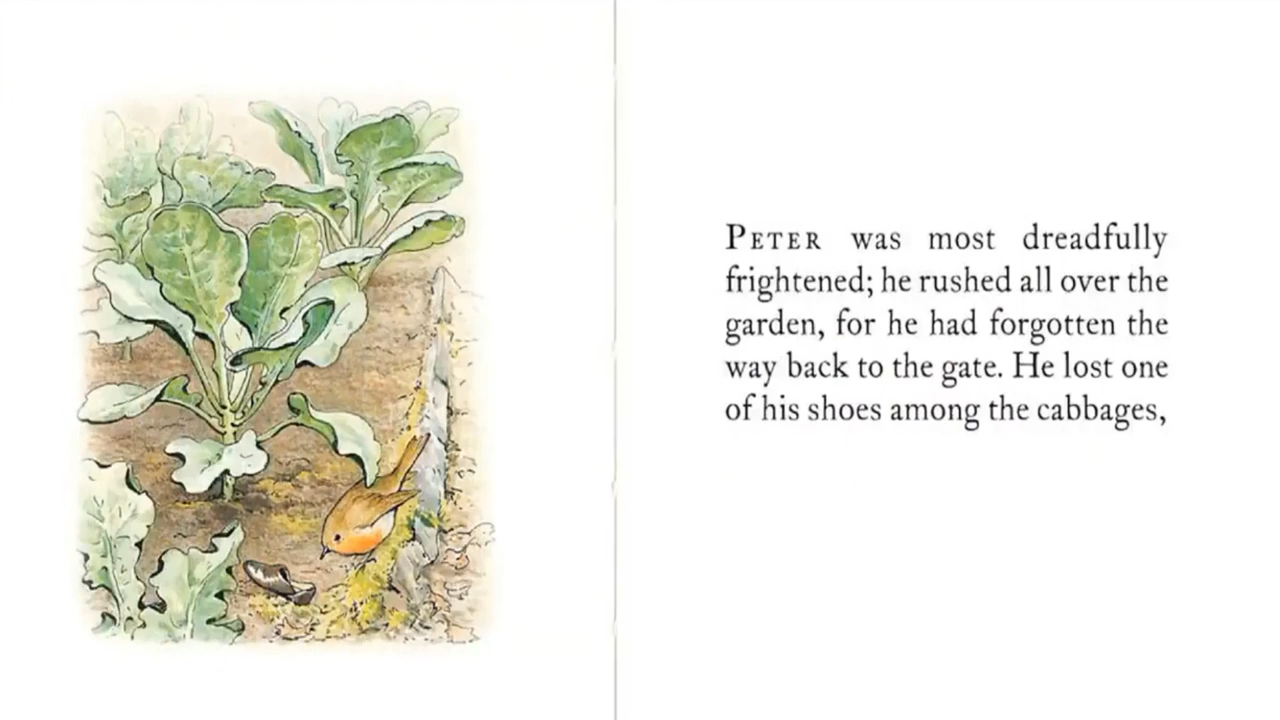 PETER was most dreadfully
frightened; he rushed all over the
garden, for he had forgotten the
way back to the gate. He lost one
of his shoes among the cabbages,